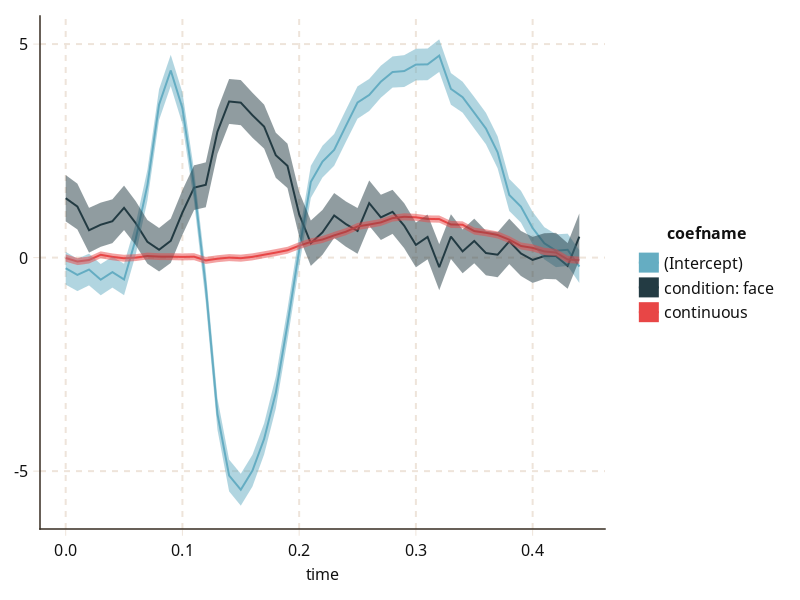 5
0
-5
0.0 0.1 0.2 0.3 0.4
time
coefname
(Intercept)
condition: face
continuous